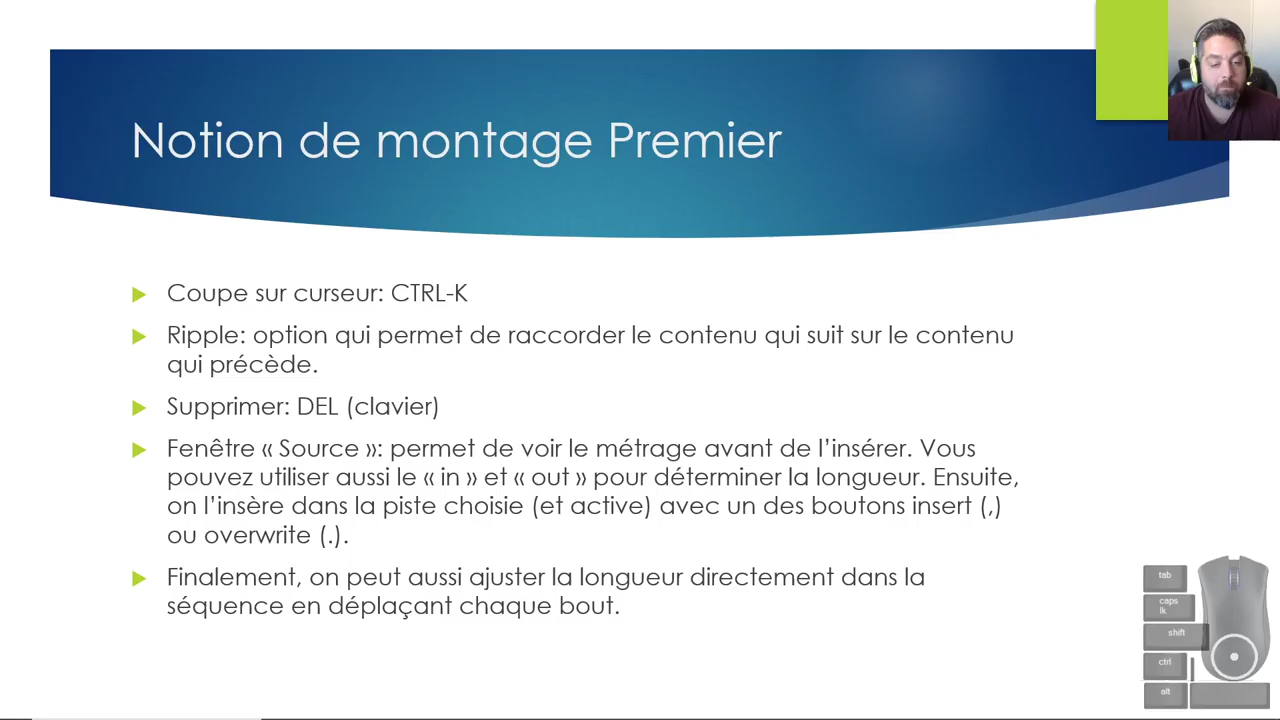 Notion de montage Premier
Coupe sur curseur: CTRL-K
Ripple: option qui permet de raccorder le contenu qui suit sur le contenu
qui précède.
Supprimer: DEL (clavier)
Fenêtre « Source »: permet de voir le métrage avant de l’insérer. Vous
pouvez utiliser aussi le « in » et « out » pour déterminer la longueur. Ensuite,
on l’insère dans la piste choisie (et active) avec un des boutons insert (,)
ou overwrite (.).
Finalement, on peut aussi ajuster la longueur directement dans la
séquence en déplaçant chaque bout.
tab
caps
lk
shift
ctrl
alt